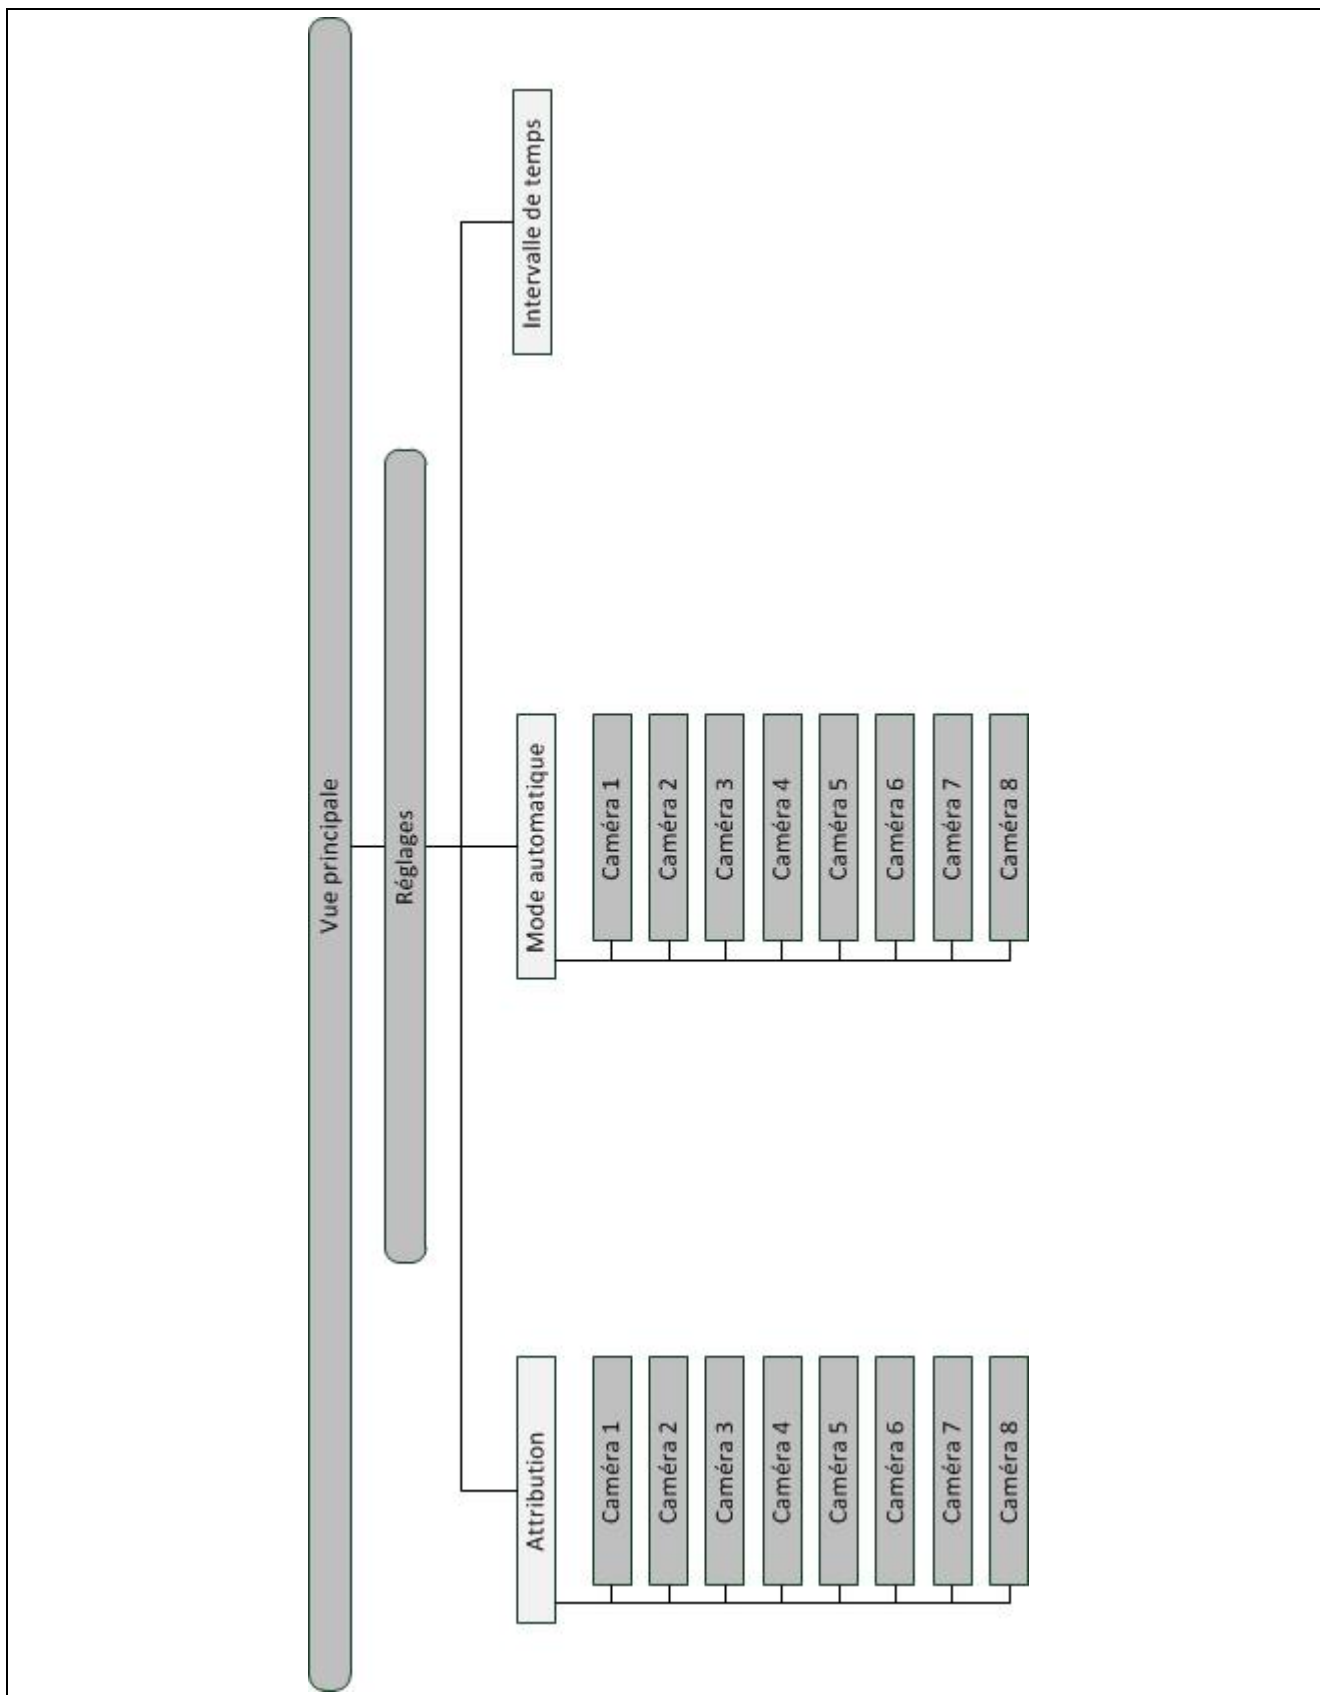 Vue principale
Réglages
Attribution
Caméra 1
Caméra 2
Caméra 3
Caméra 4
Caméra 5
Caméra 6
Caméra 7
Caméra 8
Mode automatique
Caméra 1
Caméra 2
Caméra 3
Caméra 4
Caméra 5
Caméra 6
Caméra 7
Caméra 8
Intervalle de temps